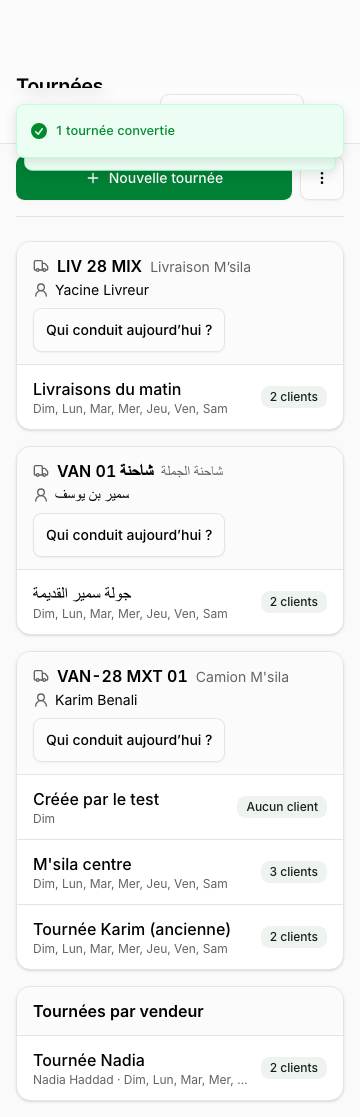 Tournées
1 tournée convertie
Nouvelle tournée
LIV 28 MIX Livraison M’sila
Yacine Livreur
Qui conduit aujourd’hui ?
Livraisons du matin
2 clients
Dim, Lun, Mar, Mer, Jeu, Ven, Sam
VAN 01 شاحنة شاحنة الجملة
سمير بن يوسف
Qui conduit aujourd’hui ?
جولة سمير القديمة
2 clients
Dim, Lun, Mar, Mer, Jeu, Ven, Sam
VAN-28 MXT 01 Camion M'sila
Karim Benali
Qui conduit aujourd’hui ?
Créée par le test
Aucun client
Dim
M'sila centre
3 clients
Dim, Lun, Mar, Mer, Jeu, Ven, Sam
Tournée Karim (ancienne)
2 clients
Dim, Lun, Mar, Mer, Jeu, Ven, Sam
Tournées par vendeur
Tournée Nadia
2 clients
Nadia Haddad · Dim, Lun, Mar, Mer, ...